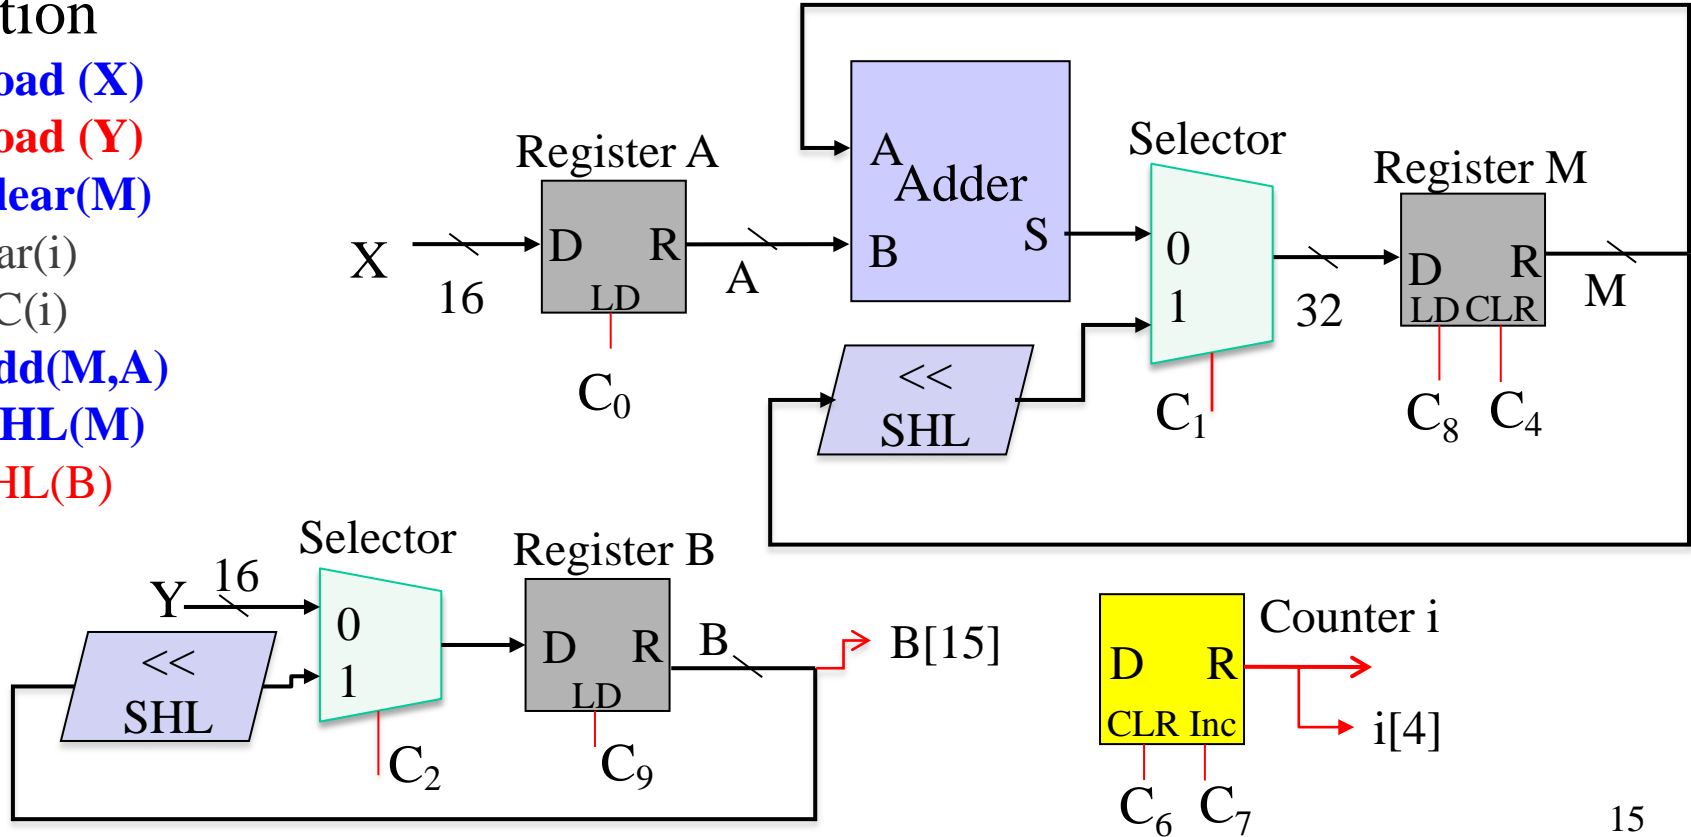 tion
oad (X)
oad (Y)
lear(M)
ar(i)
C(i)
dd(M,A)
HL(M)
HL(B)
X
16
Register A
D R
LD
C0
A
A
Adder
B
S
Selector
0
1
C1
<<
SHL
32
Register M
D R
LD CLR
C8 C4
M
Y
16
Selector
0
1
C2
<<
SHL
Register B
D R
LD
C9
B
B[15]
Counter i
D R
CLR Inc
C6 C7
i[4]
15